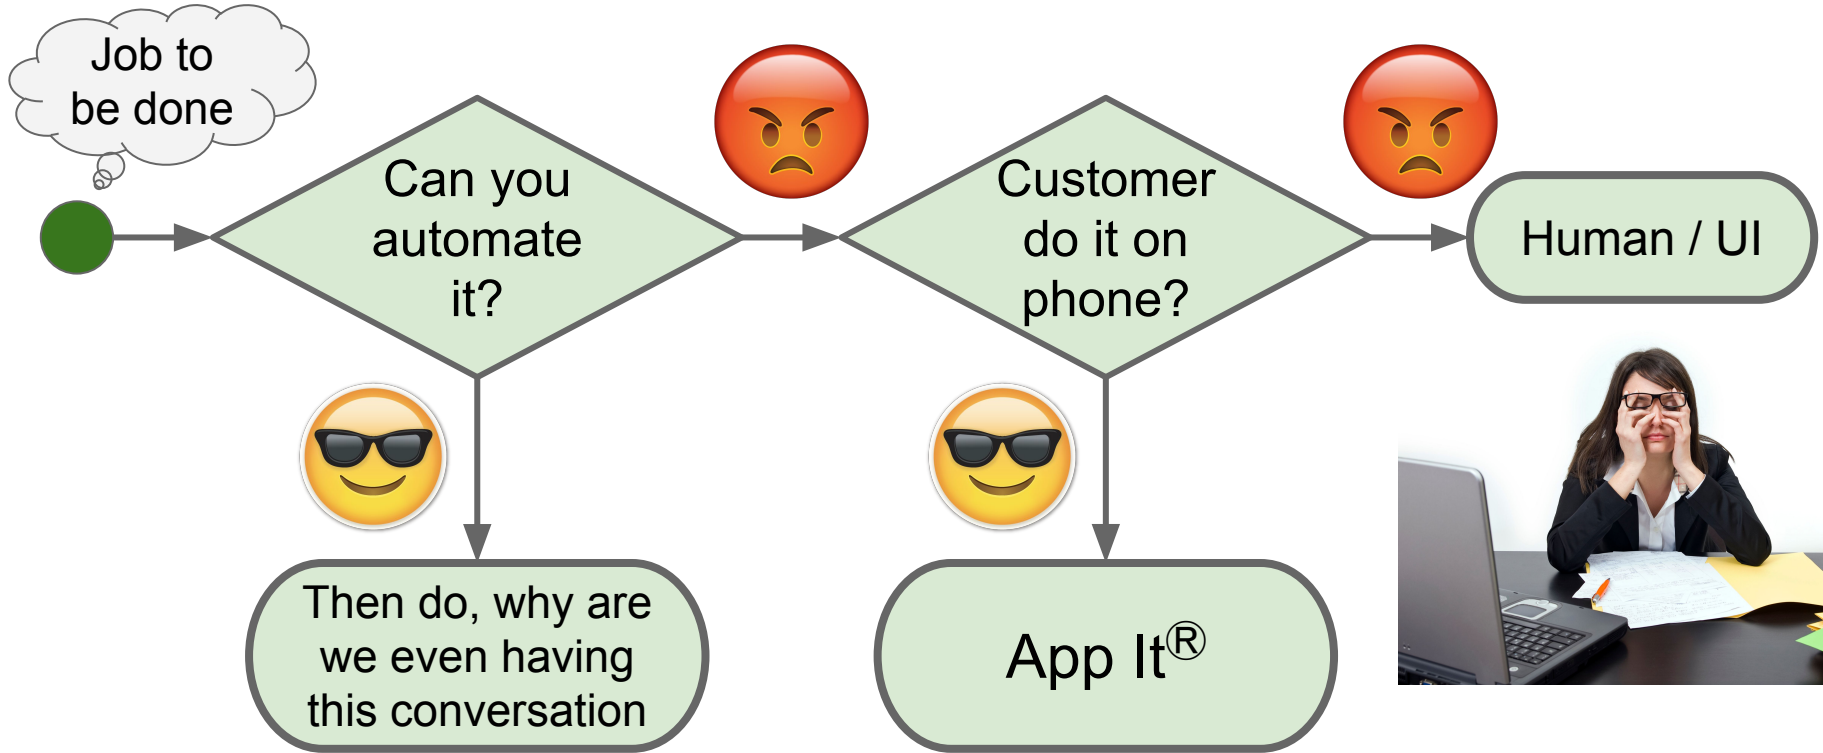 Job to
be done
Can you
automate
it?
Customer
do it on
phone?
Human / UI
Then do, why are
we even having
this conversation
App It®